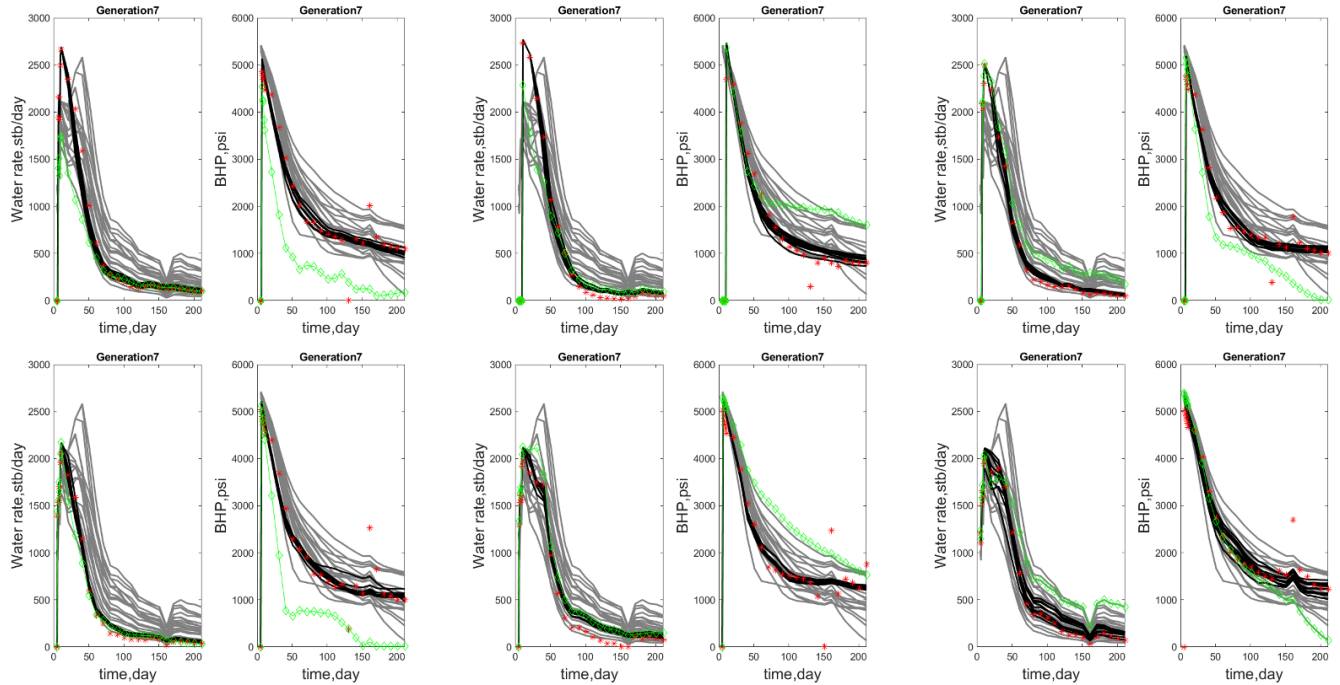 Generation7 Generation7 Generation7 Generation7 Generation7 Generation7
3000 6000 3000 6000 3000 6000
2500 5000 2500 5000 2500 5000
2000 4000 2000 4000 2000 4000
1500 3000 1500 3000 1500 3000
1000 2000 1000 2000 1000 2000
500 1000 500 1000 500 1000
0 0 0 0 0 0
Water rate,stb/day BHP,psi Water rate,stb/day BHP,psi Water rate,stb/day BHP,psi
0 50 100 150 200 0 50 100 150 200 0 50 100 150 200 0 50 100 150 200 0 50 100 150 200 0 50 100 150 200
time,day time,day time,day time,day time,day time,day
Generation7 Generation7 Generation7 Generation7 Generation7 Generation7
3000 6000 3000 6000 3000 6000
2500 5000 2500 5000 2500 5000
2000 4000 2000 4000 2000 4000
1500 3000 1500 3000 1500 3000
1000 2000 1000 2000 1000 2000
500 1000 500 1000 500 1000
0 0 0 0 0 0
Water rate,stb/day BHP,psi Water rate,stb/day BHP,psi Water rate,stb/day BHP,psi
0 50 100 150 200 0 50 100 150 200 0 50 100 150 200 0 50 100 150 200 0 50 100 150 200 0 50 100 150 200
time,day time,day time,day time,day time,day time,day